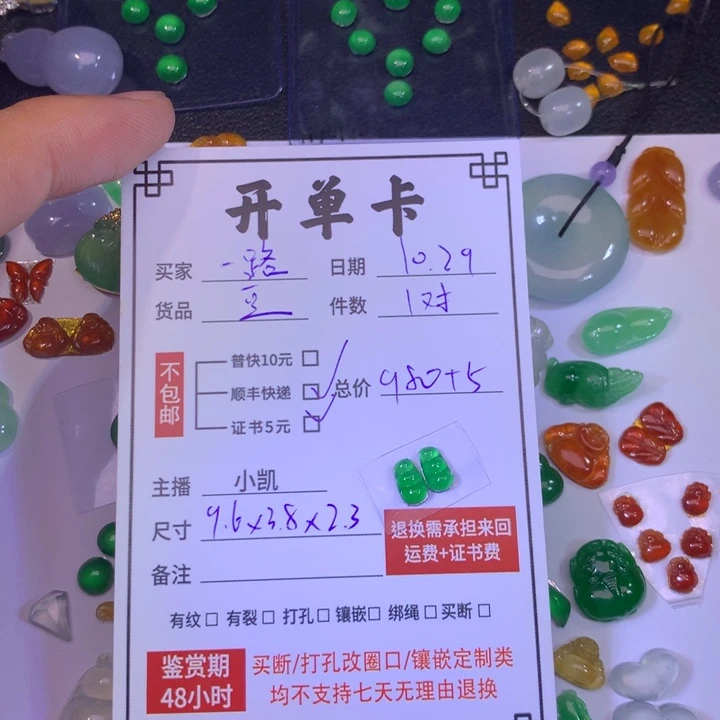 开单卡
买家 一路 日期 10.29
货品 豆 件数 1对
不包邮
普快10元 □
顺丰快递 ☑
证书5元 ☑
总价 980+5
主播 小凯
尺寸 9.6x3.8x2.3
退换需承担来回
运费+证书费
备注
有纹□ 有裂□ 打孔□ 镶嵌□ 绑绳□ 买断□
鉴赏期
48小时
买断/打孔改圈口/镶嵌定制类
均不支持七天无理由退换